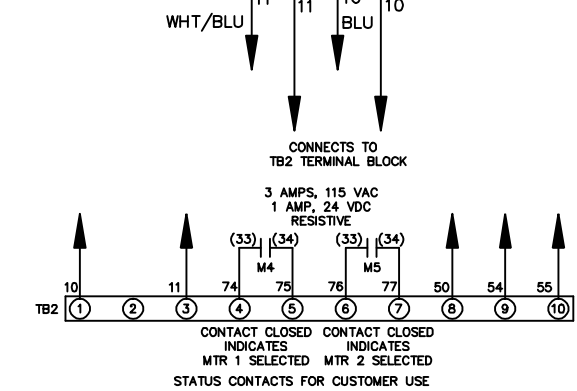 11 10
WHT/BLU 11 BLU 10
CONNECTS TO
TB2 TERMINAL BLOCK
3 AMPS, 115 VAC
1 AMP, 24 VDC
RESISTIVE
(33) (34) (33) (34)
M4 M5
10 11 74 75 76 77 50 54 55
TB2 1 2 3 4 5 6 7 8 9 10
CONTACT CLOSED CONTACT CLOSED
INDICATES INDICATES
MTR 1 SELECTED MTR 2 SELECTED
STATUS CONTACTS FOR CUSTOMER USE